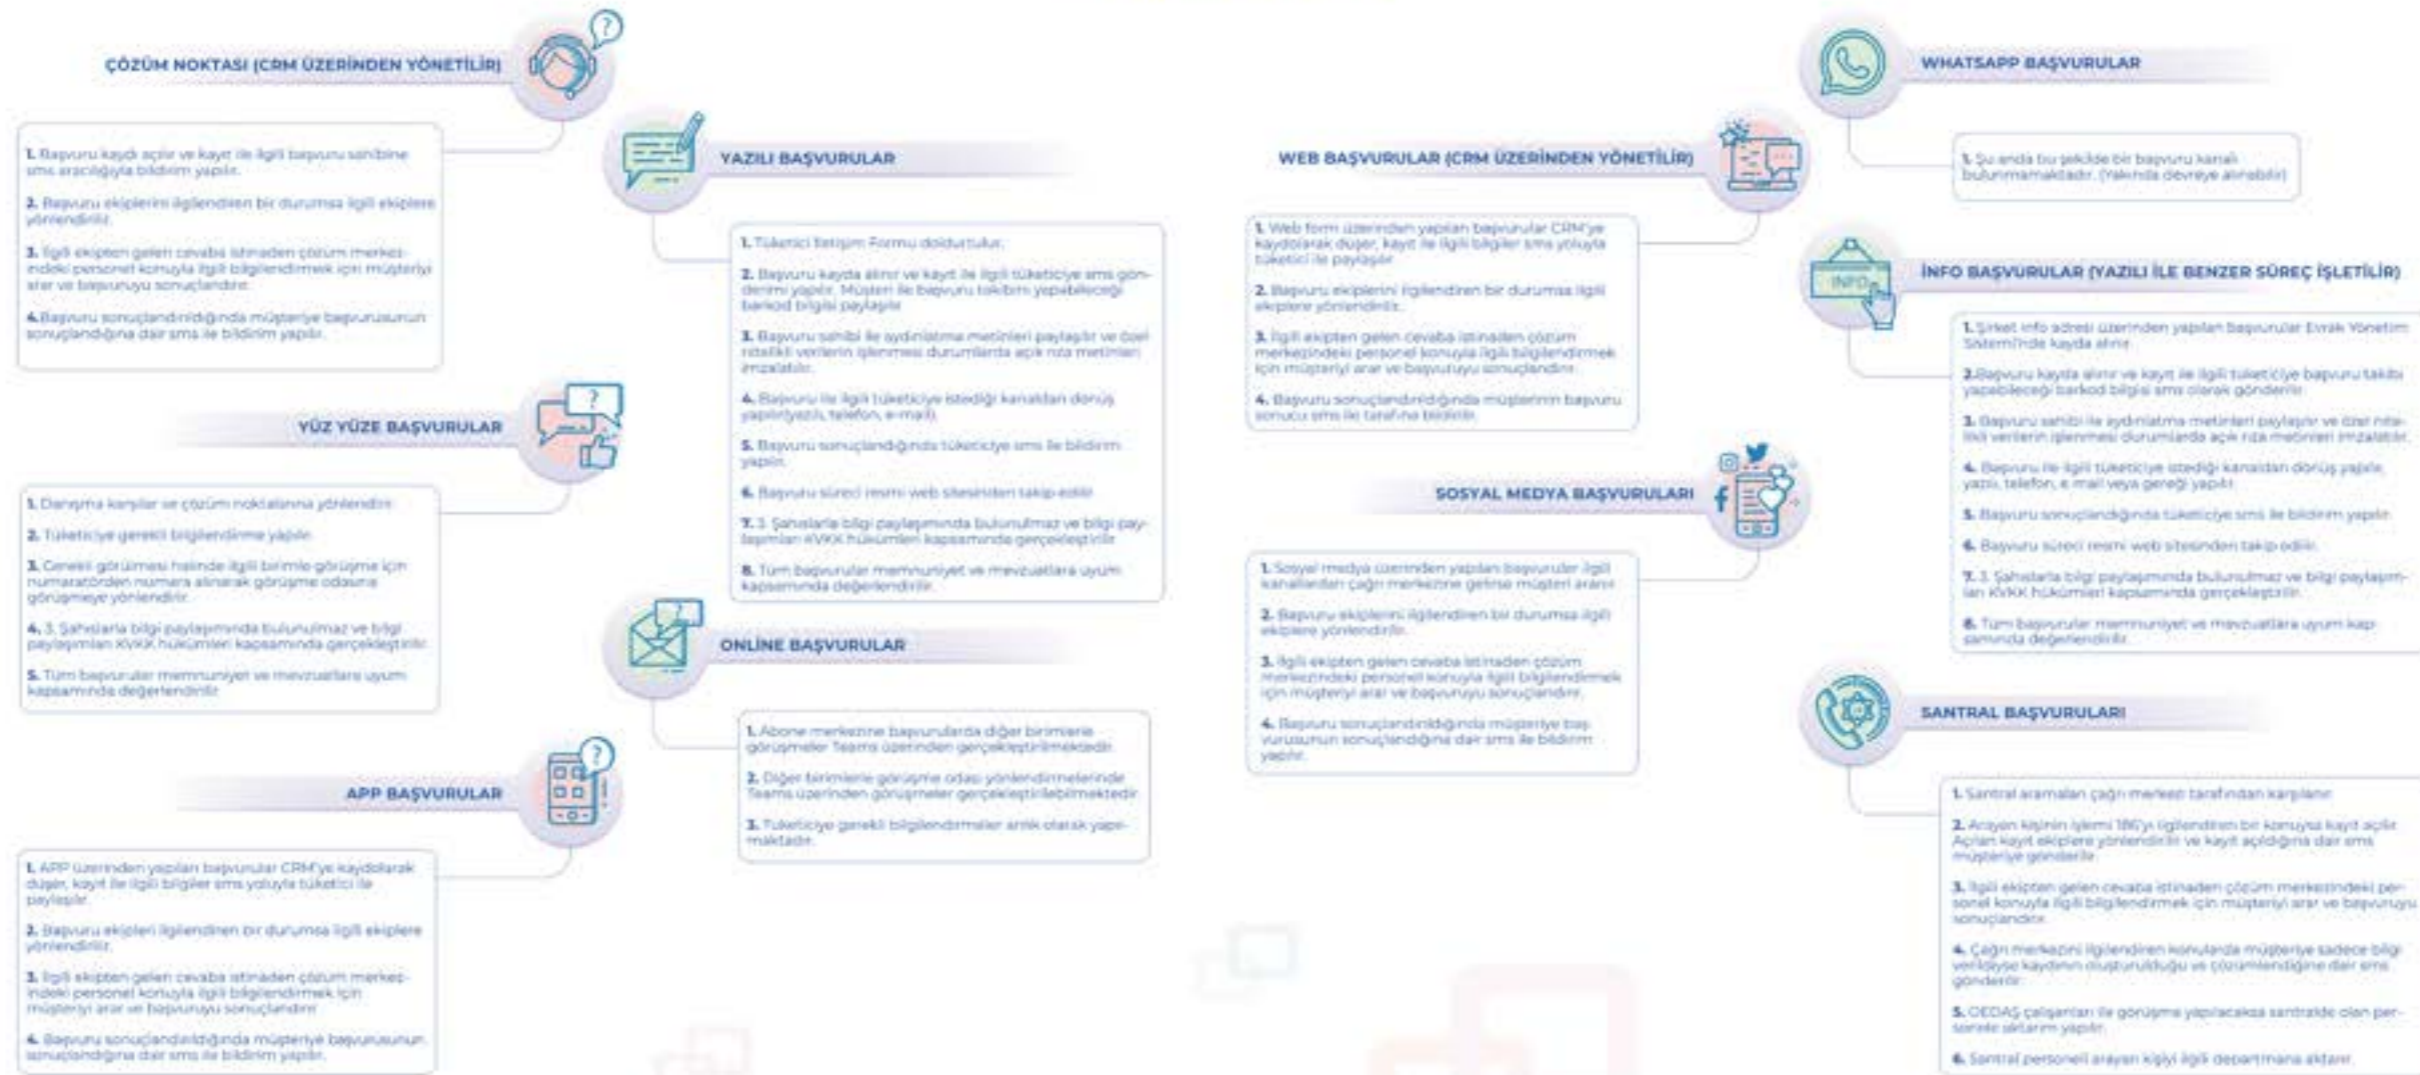 ÇÖZÜM NOKTASI (CRM ÜZERİNDEN YÖNETİLİR)
1. Başvuru kaydı açılır ve kayıt ile ilgili başvuru sahibine
sms aracılığıyla bildirim yapılır.
2. Başvuru ekiplerini ilgilendiren bir durumsa ilgili ekiplere
yönlendirilir.
3. İlgili ekipten gelen cevaba istinaden çözüm merkez-
indeki personel konuyla ilgili bilgilendirmek için müşteriyi
arar ve başvuruyu sonuçlandırır.
4.Başvuru sonuçlandırıldığında müşteriye başvurusunun
sonuçlandığına dair sms ile bildirim yapılır.
YÜZ YÜZE BAŞVURULAR
1. Danışma karşılar ve çözüm noktalarına yönlendirir.
2. Tüketiciye gerekli bilgilendirme yapılır.
3. Gerekli görülmesi halinde ilgili birimle görüşme için
numaratörden numara alınarak görüşme odasına
görüşmeye yönlendirilir.
4. 3. Şahıslarla bilgi paylaşımında bulunulmaz ve bilgi
paylaşımları KVKK hükümleri kapsamında gerçekleştirilir.
5. Tüm başvurular memnuniyet ve mevzuatlara uyum
kapsamında değerlendirilir.
APP BAŞVURULAR
1. APP üzerinden yapılan başvurular CRM'ye kaydolarak
düşer, kayıt ile ilgili bilgiler sms yoluyla tüketici ile
paylaşılır.
2. Başvuru ekipleri ilgilendiren bir durumsa ilgili ekiplere
yönlendirilir.
3. İlgili ekipten gelen cevaba istinaden çözüm merkez-
indeki personel konuyla ilgili bilgilendirmek için
müşteriyi arar ve başvuruyu sonuçlandırır.
4. Başvuru sonuçlandırıldığında müşteriye başvurusunun
sonuçlandığına dair sms ile bildirim yapılır.
YAZILI BAŞVURULAR
1. Tüketici İletişim Formu doldurtulur.
2. Başvuru kayda alınır ve kayıt ile ilgili tüketiciye sms gön-
derimi yapılır. Müşteri ile başvuru takibini yapabileceği
barkod bilgisi paylaşılır.
3. Başvuru sahibi ile aydınlatma metinleri paylaşılır ve özel
nitelikli verilerin işlenmesi durumlarda açık rıza metinleri
imzalatılır.
4. Başvuru ile ilgili tüketiciye istediği kanaldan dönüş
yapılır(yazılı, telefon, e-mail).
5. Başvuru sonuçlandığında tüketiciye sms ile bildirim
yapılır.
6. Başvuru süreci resmi web sitesinden takip edilir.
7. 3. Şahıslarla bilgi paylaşımında bulunulmaz ve bilgi pay-
laşımları KVKK hükümleri kapsamında gerçekleştirilir.
8. Tüm başvurular memnuniyet ve mevzuatlara uyum
kapsamında değerlendirilir.
ONLİNE BAŞVURULAR
1. Abone merkezine başvurularda diğer birimlerle
görüşmeler Teams üzerinden gerçekleştirilmektedir.
2. Diğer birimlerle görüşme odası yönlendirmelerinde
Teams üzerinden görüşmeler gerçekleştirilebilmektedir.
3. Tüketiciye gerekli bilgilendirmeler anlık olarak yapıl-
maktadır.
WEB BAŞVURULAR (CRM ÜZERİNDEN YÖNETİLİR)
1. Web form üzerinden yapılan başvurular CRM'ye
kaydolarak düşer, kayıt ile ilgili bilgiler sms yoluyla
tüketici ile paylaşılır.
2. Başvuru ekiplerini ilgilendiren bir durumsa ilgili
ekiplere yönlendirilir.
3. İlgili ekipten gelen cevaba istinaden çözüm
merkezindeki personel konuyla ilgili bilgilendirmek
için müşteriyi arar ve başvuruyu sonuçlandırır.
4. Başvuru sonuçlandırıldığında müşterinin başvuru
sonucu sms ile tarafına bildirilir.
SOSYAL MEDYA BAŞVURULARI
1. Sosyal medya üzerinden yapılan başvurular ilgili
kanallardan çağrı merkezine gelirse müşteri aranır.
2. Başvuru ekiplerini ilgilendiren bir durumsa ilgili
ekiplere yönlendirilir.
3. İlgili ekipten gelen cevaba istinaden çözüm
merkezindeki personel konuyla ilgili bilgilendirmek
için müşteriyi arar ve başvuruyu sonuçlandırır.
4. Başvuru sonuçlandırıldığında müşteriye baş-
vurusunun sonuçlandığına dair sms ile bildirim
yapılır.
WHATSAPP BAŞVURULAR
1. Şu anda bu şekilde bir başvuru kanalı
bulunmamaktadır. (Yakında devreye alınabilir)
INFO
İNFO BAŞVURULAR (YAZILI İLE BENZER SÜREÇ İŞLETİLİR)
1. Şirket info adresi üzerinden yapılan başvurular Evrak Yönetim
Sistemi'nde kayda alınır.
2.Başvuru kayda alınır ve kayıt ile ilgili tüketiciye başvuru takibi
yapabileceği barkod bilgisi sms olarak gönderilir.
3. Başvuru sahibi ile aydınlatma metinleri paylaşılır ve özel nite-
likli verilerin işlenmesi durumlarda açık rıza metinleri imzalatılır.
4. Başvuru ile ilgili tüketiciye istediği kanaldan dönüş yapılır,
yazılı, telefon, e mail veya gereği yapılır.
5. Başvuru sonuçlandığında tüketiciye sms ile bildirim yapılır.
6. Başvuru süreci resmi web sitesinden takip edilir.
7. 3. Şahıslarla bilgi paylaşımında bulunulmaz ve bilgi paylaşım-
ları KVKK hükümleri kapsamında gerçekleştirilir.
8. Tüm başvurular memnuniyet ve mevzuatlara uyum kap-
samında değerlendirilir.
SANTRAL BAŞVURULARI
1. Santral aramaları çağrı merkezi tarafından karşılanır.
2. Arayan kişinin işlemi 186'yı ilgilendiren bir konuysa kayıt açılır.
Açılan kayıt ekiplere yönlendirilir ve kayıt açıldığına dair sms
müşteriye gönderilir.
3. İlgili ekipten gelen cevaba istinaden çözüm merkezindeki per-
sonel konuyla ilgili bilgilendirmek için müşteriyi arar ve başvuruyu
sonuçlandırır.
4. Çağrı merkezini ilgilendiren konularda müşteriye sadece bilgi
verildiyse kaydının oluşturulduğu ve çözümlendiğine dair sms
gönderilir.
5. OEDAŞ çalışanları ile görüşme yapılacaksa santralde olan per-
sonele aktarım yapılır.
6. Santral personeli arayan kişiyi ilgili departmana aktarır.